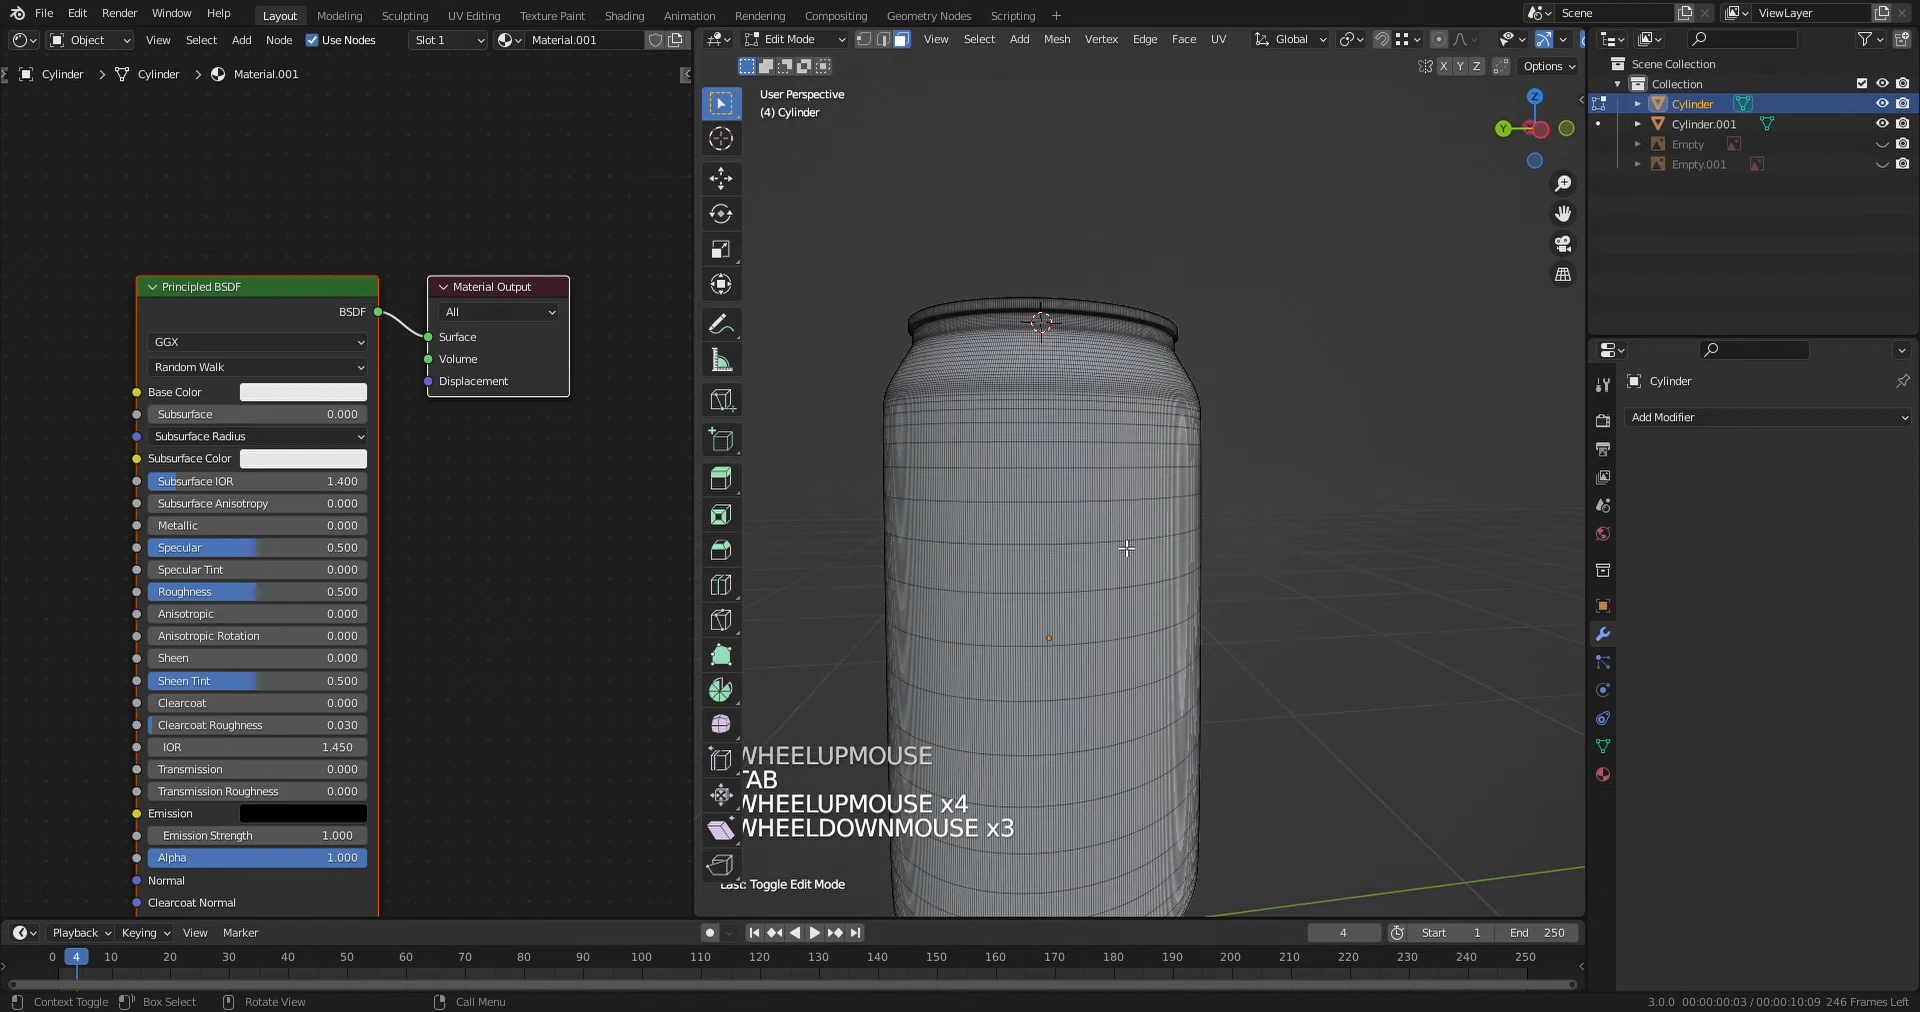 File Edit Render Window Help Layout Modeling Sculpting UV Editing Texture Paint Shading Animation Rendering Compositing Geometry Nodes Scripting + Scene ViewLayer
Object View Select Add Node Use Nodes Slot 1 Material.001
Edit Mode View Select Add Mesh Vertex Edge Face UV Global
X Y Z Options
Cylinder > Cylinder > Material.001
User Perspective
(4) Cylinder
Z
Y
Scene Collection
Collection
Cylinder
Cylinder.001
Empty
Empty.001
Principled BSDF
BSDF
GGX
Random Walk
Base Color
Subsurface 0.000
Subsurface Radius
Subsurface Color
Subsurface IOR 1.400
Subsurface Anisotropy 0.000
Metallic 0.000
Specular 0.500
Specular Tint 0.000
Roughness 0.500
Anisotropic 0.000
Anisotropic Rotation 0.000
Sheen 0.000
Sheen Tint 0.500
Clearcoat 0.000
Clearcoat Roughness 0.030
IOR 1.450
Transmission 0.000
Transmission Roughness 0.000
Emission
Emission Strength 1.000
Alpha 1.000
Normal
Clearcoat Normal
Material Output
All
Surface
Volume
Displacement
WHEELUPMOUSE
TAB
WHEELUPMOUSE x4
WHEELDOWNMOUSE x3
Last: Toggle Edit Mode
Cylinder
Add Modifier
Playback Keying View Marker 4 Start 1 End 250
0 4 10 20 30 40 50 60 70 80 90 100 110 120 130 140 150 160 170 180 190 200 210 220 230 240 250
Context Toggle Box Select Rotate View Call Menu 3.0.0 00:00:00:03 / 00:00:10:09 246 Frames Left